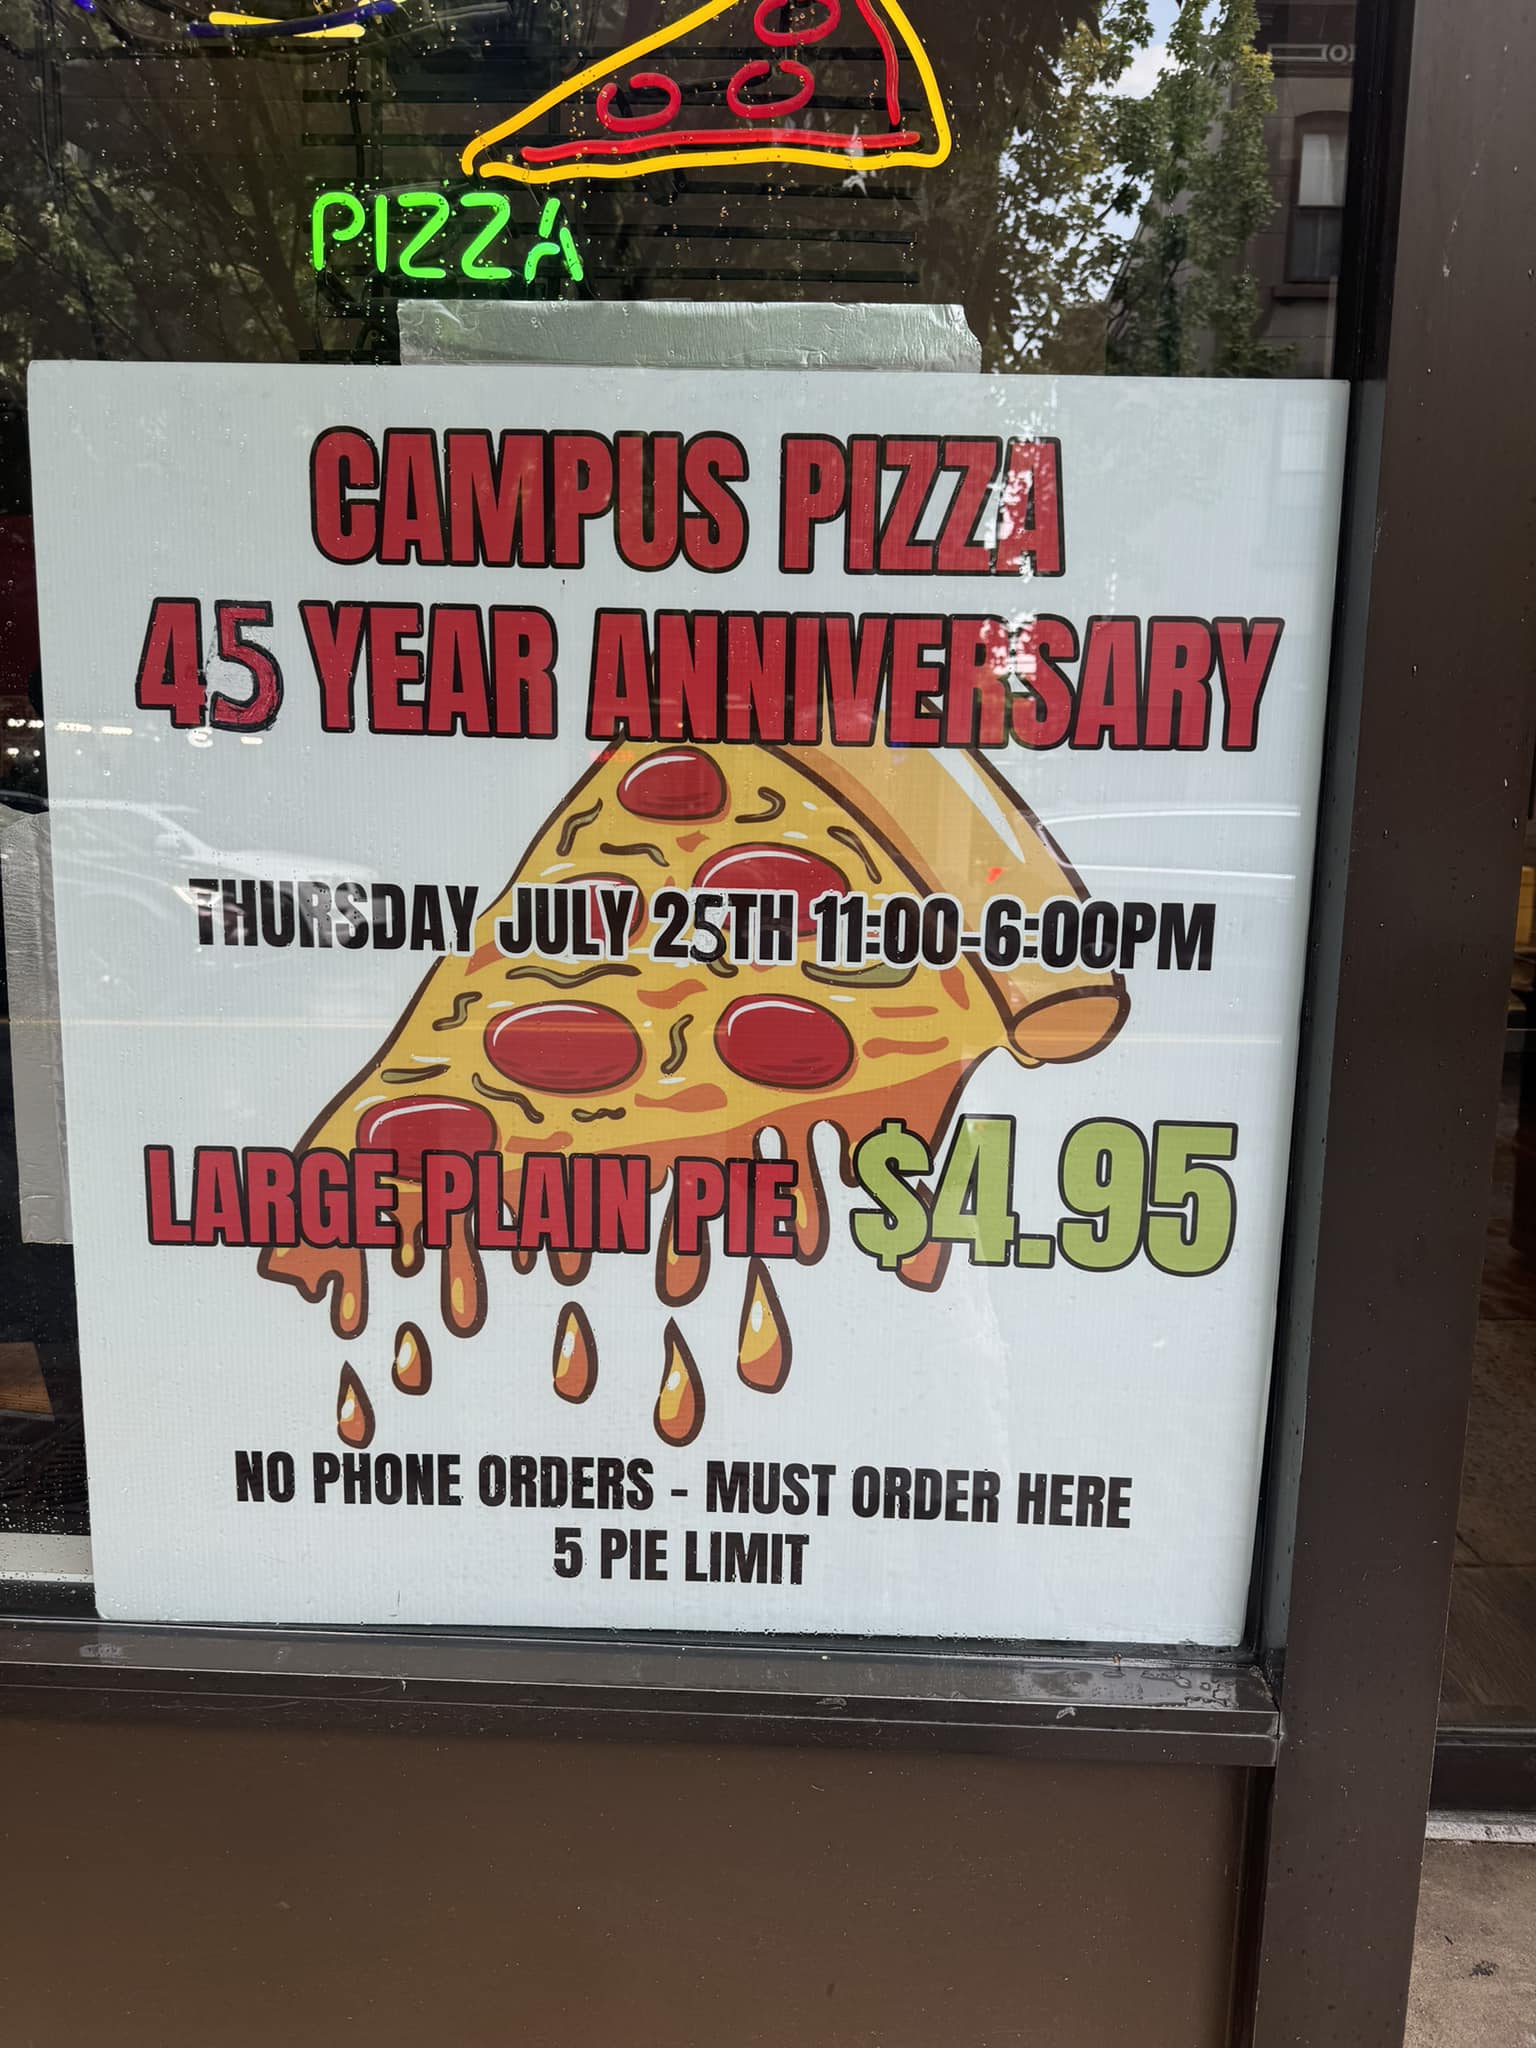 PIZZA
CAMPUS PIZZA
45 YEAR ANNIVERSARY
THURSDAY JULY 25TH 11:00-6:00PM
LARGE PLAIN PIE $4.95
NO PHONE ORDERS - MUST ORDER HERE
5 PIE LIMIT